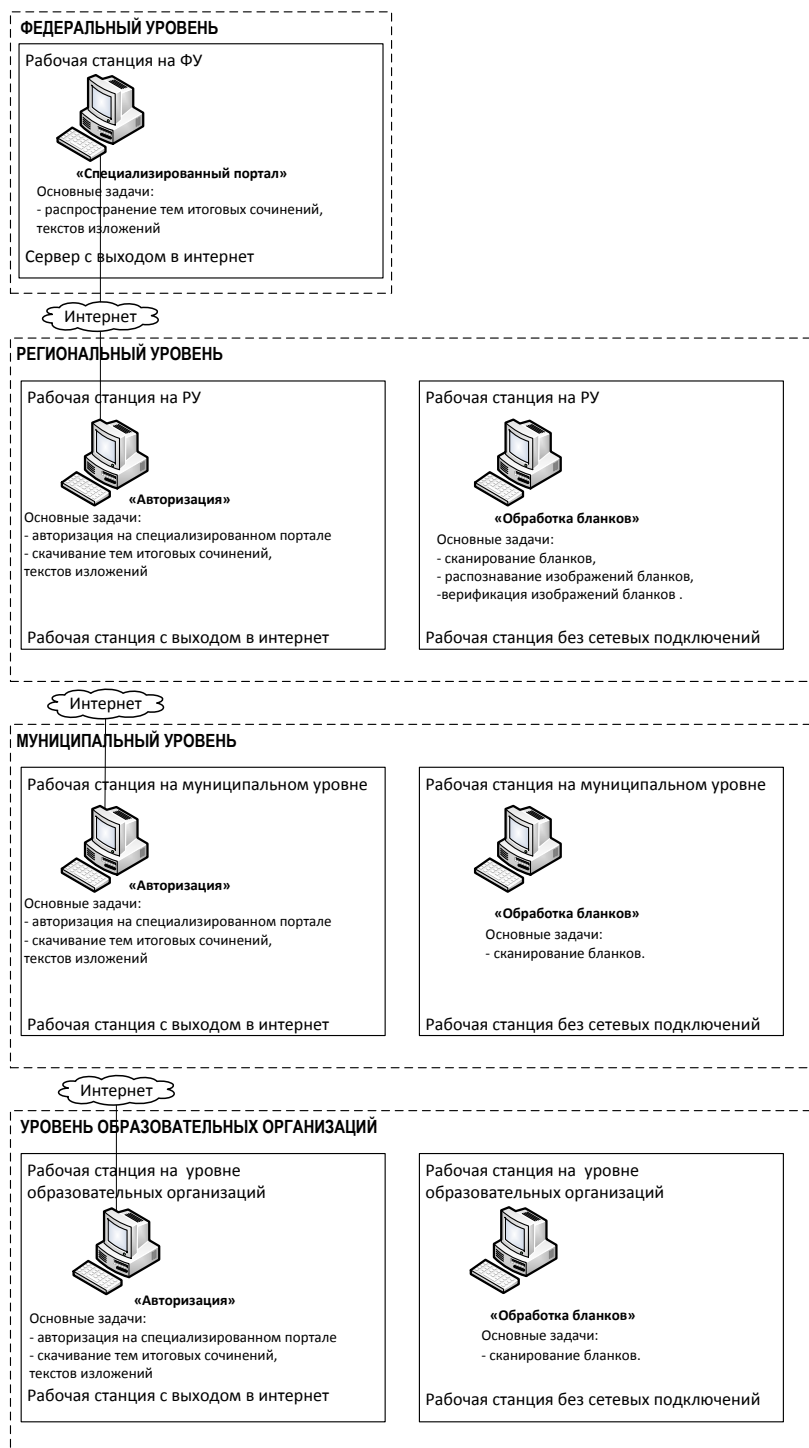 ФЕДЕРАЛЬНЫЙ УРОВЕНЬ
Рабочая станция на ФУ
«Специализированный портал»
Основные задачи:
- распространение тем итоговых сочинений,
текстов изложений
Сервер с выходом в интернет
Интернет
РЕГИОНАЛЬНЫЙ УРОВЕНЬ
Рабочая станция на РУ
«Авторизация»
Основные задачи:
- авторизация на специализированном портале
- скачивание тем итоговых сочинений,
текстов изложений
Рабочая станция с выходом в интернет
Рабочая станция на РУ
«Обработка бланков»
Основные задачи:
- сканирование бланков,
- распознавание изображений бланков,
-верификация изображений бланков .
Рабочая станция без сетевых подключений
Интернет
МУНИЦИПАЛЬНЫЙ УРОВЕНЬ
Рабочая станция на муниципальном уровне
«Авторизация»
Основные задачи:
- авторизация на специализированном портале
- скачивание тем итоговых сочинений,
текстов изложений
Рабочая станция с выходом в интернет
Рабочая станция на муниципальном уровне
«Обработка бланков»
Основные задачи:
- сканирование бланков.
Рабочая станция без сетевых подключений
Интернет
УРОВЕНЬ ОБРАЗОВАТЕЛЬНЫХ ОРГАНИЗАЦИЙ
Рабочая станция на уровне
образовательных организаций
«Авторизация»
Основные задачи:
- авторизация на специализированном портале
- скачивание тем итоговых сочинений,
текстов изложений
Рабочая станция с выходом в интернет
Рабочая станция на уровне
образовательных организаций
«Обработка бланков»
Основные задачи:
- сканирование бланков.
Рабочая станция без сетевых подключений